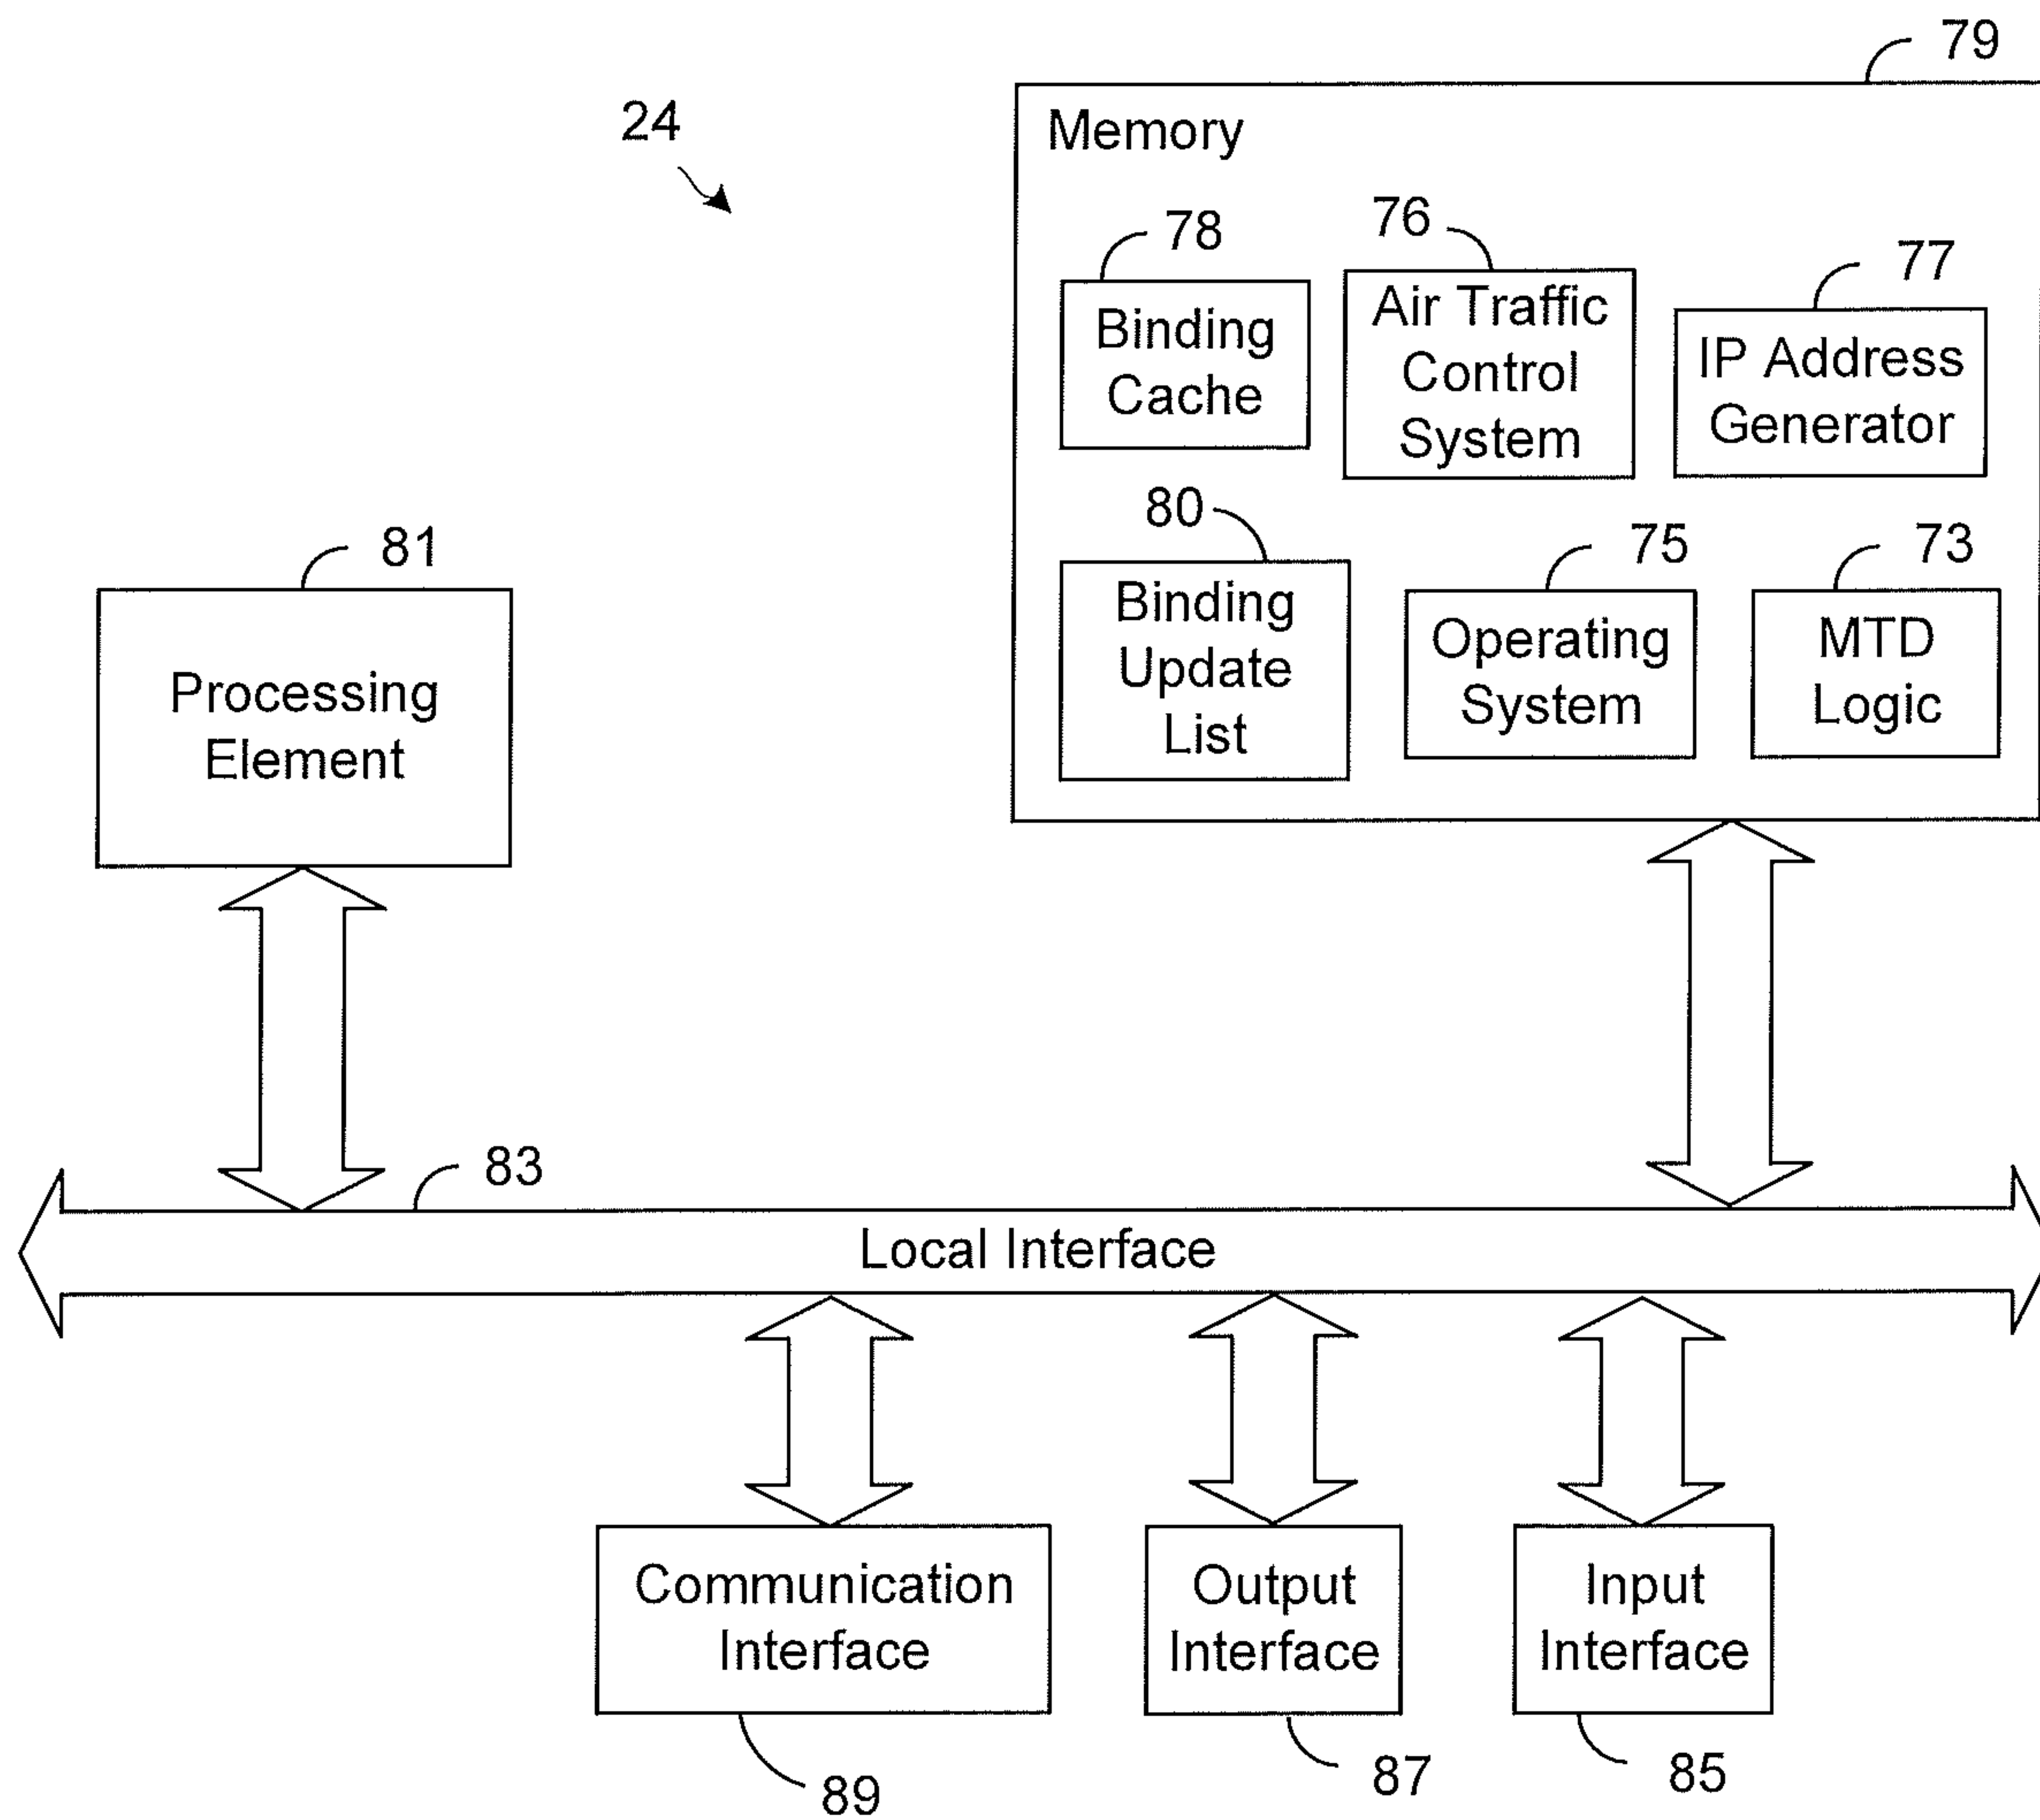 79
24
Memory
78
76
77
Binding
Cache
Air Traffic
Control
System
IP Address
Generator
80
75
73
81
Binding
Update
List
Operating
System
MTD
Logic
Processing
Element
83
Local Interface
Communication
Interface
Output
Interface
Input
Interface
89
87
85